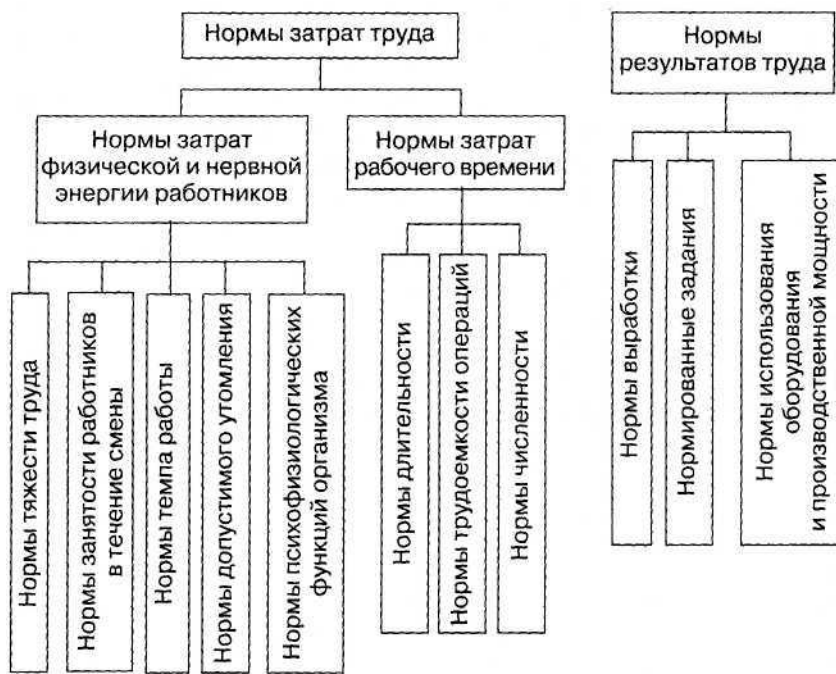 Нормы затрат труда
Нормы
результатов труда
Нормы затрат
физической и нервной
энергии работников
Нормы затрат
рабочего времени
Нормы тяжести труда
Нормы занятости работников
в течение смены
Нормы темпа работы
Нормы допустимого утомления
Нормы психофизиологических
функций организма
Нормы длительности
Нормы трудоемкости операций
Нормы численности
Нормы выработки
Нормированные задания
Нормы использования
оборудования
и производственной мощности